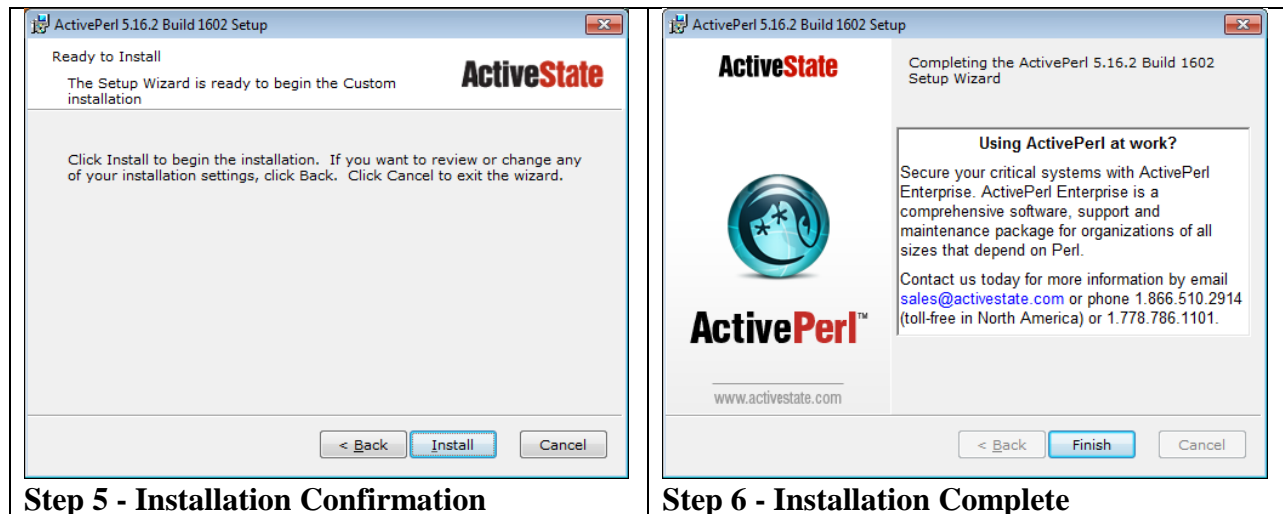 ActivePerl 5.16.2 Build 1602 Setup
Ready to Install
The Setup Wizard is ready to begin the Custom
installation
ActiveState
Click Install to begin the installation.  If you want to review or change any
of your installation settings, click Back.  Click Cancel to exit the wizard.
< Back
Install
Cancel
Step 5 - Installation Confirmation
ActivePerl 5.16.2 Build 1602 Setup
ActiveState
Completing the ActivePerl 5.16.2 Build 1602
Setup Wizard
Using ActivePerl at work?
Secure your critical systems with ActivePerl
Enterprise. ActivePerl Enterprise is a
comprehensive software, support and
maintenance package for organizations of all
sizes that depend on Perl.
Contact us today for more information by email
sales@activestate.com or phone 1.866.510.2914
(toll-free in North America) or 1.778.786.1101.
ActivePerl™
www.activestate.com
< Back
Finish
Cancel
Step 6 - Installation Complete